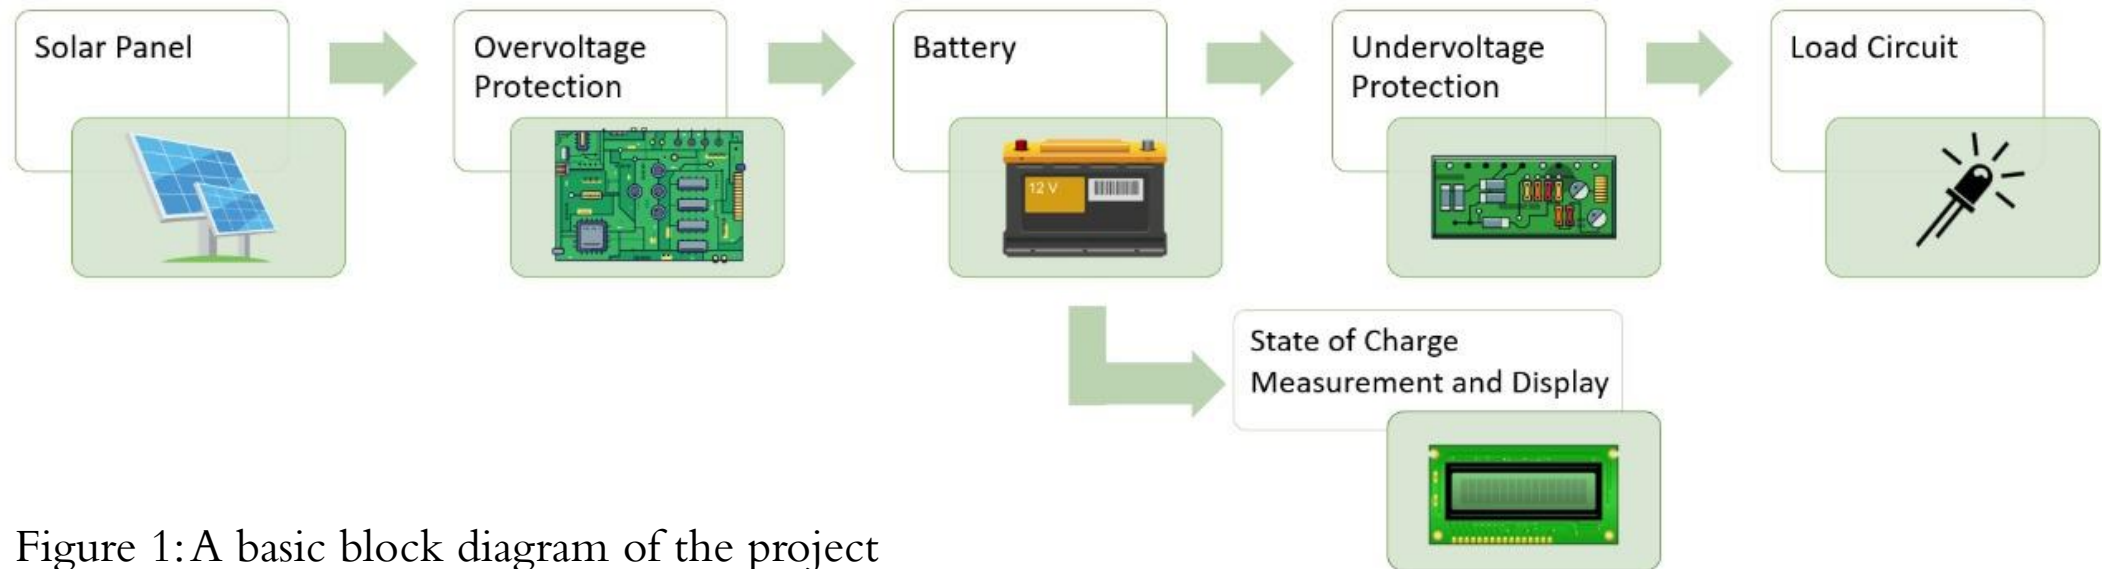 Solar Panel
Overvoltage
Protection
Battery
12 V
Undervoltage
Protection
Load Circuit
State of Charge
Measurement and Display
Figure 1: A basic block diagram of the project